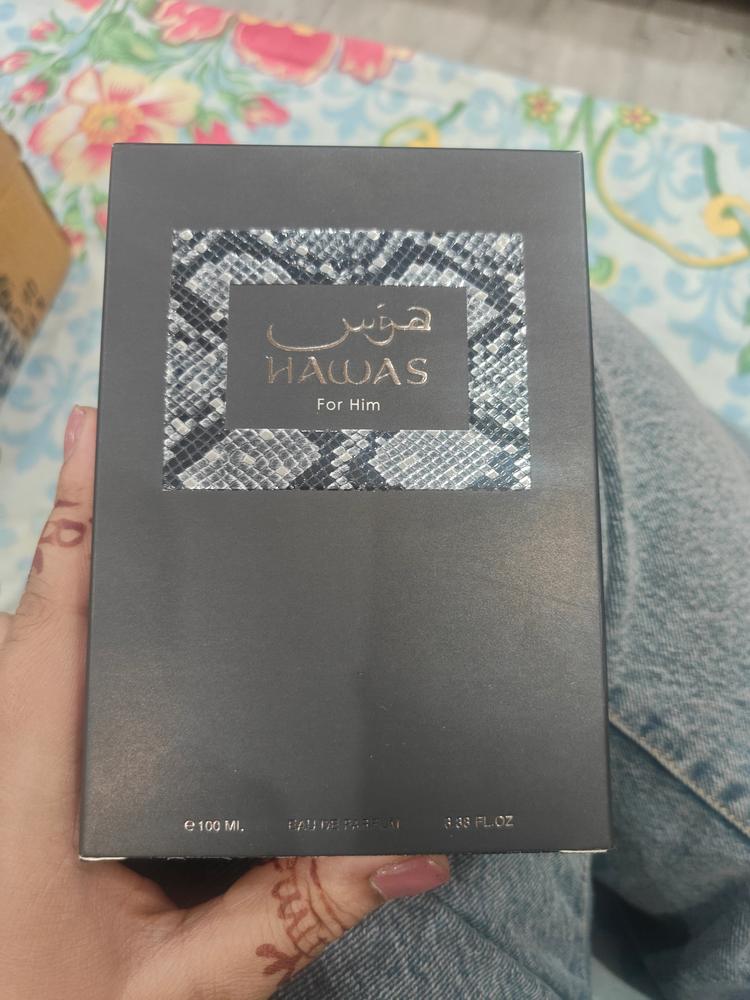 هوس
HAWAS
For Him
e 100 ML EAU DE PARFUM 3.38 FL.OZ